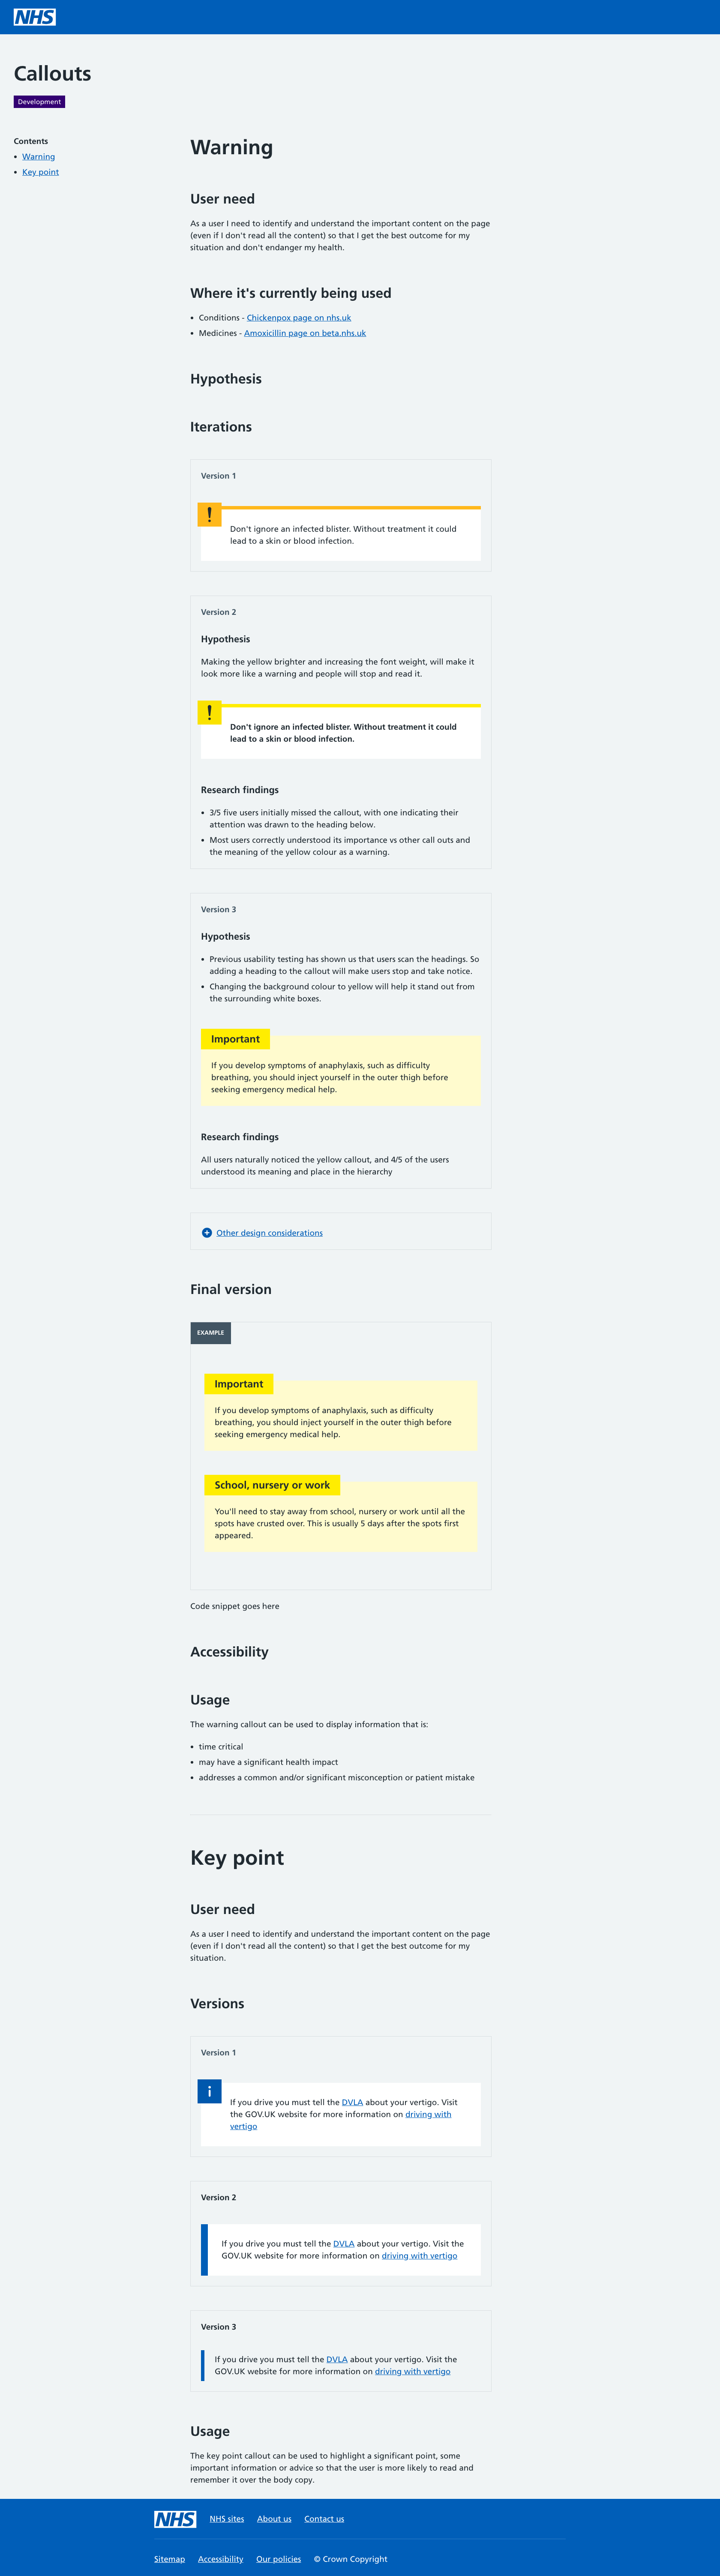 NHS
Callouts
Development
Contents
Warning
Key point
Warning
User need
As a user I need to identify and understand the important content on the page
(even if I don't read all the content) so that I get the best outcome for my
situation and don't endanger my health.
Where it's currently being used
Conditions - Chickenpox page on nhs.uk
Medicines - Amoxicillin page on beta.nhs.uk
Hypothesis
Iterations
Version 1
!
Don't ignore an infected blister. Without treatment it could
lead to a skin or blood infection.
Version 2
Hypothesis
Making the yellow brighter and increasing the font weight, will make it
look more like a warning and people will stop and read it.
!
Don't ignore an infected blister. Without treatment it could
lead to a skin or blood infection.
Research findings
3/5 five users initially missed the callout, with one indicating their
attention was drawn to the heading below.
Most users correctly understood its importance vs other call outs and
the meaning of the yellow colour as a warning.
Version 3
Hypothesis
Previous usability testing has shown us that users scan the headings. So
adding a heading to the callout will make users stop and take notice.
Changing the background colour to yellow will help it stand out from
the surrounding white boxes.
Important
If you develop symptoms of anaphylaxis, such as difficulty
breathing, you should inject yourself in the outer thigh before
seeking emergency medical help.
Research findings
All users naturally noticed the yellow callout, and 4/5 of the users
understood its meaning and place in the hierarchy
Other design considerations
Final version
EXAMPLE
Important
If you develop symptoms of anaphylaxis, such as difficulty
breathing, you should inject yourself in the outer thigh before
seeking emergency medical help.
School, nursery or work
You'll need to stay away from school, nursery or work until all the
spots have crusted over. This is usually 5 days after the spots first
appeared.
Code snippet goes here
Accessibility
Usage
The warning callout can be used to display information that is:
time critical
may have a significant health impact
addresses a common and/or significant misconception or patient mistake
Key point
User need
As a user I need to identify and understand the important content on the page
(even if I don't read all the content) so that I get the best outcome for my
situation.
Versions
Version 1
i
If you drive you must tell the DVLA about your vertigo. Visit
the GOV.UK website for more information on driving with
vertigo
Version 2
If you drive you must tell the DVLA about your vertigo. Visit the
GOV.UK website for more information on driving with vertigo
Version 3
If you drive you must tell the DVLA about your vertigo. Visit the
GOV.UK website for more information on driving with vertigo
Usage
The key point callout can be used to highlight a significant point, some
important information or advice so that the user is more likely to read and
remember it over the body copy.
NHS NHS sites About us Contact us
Sitemap Accessibility Our policies © Crown Copyright